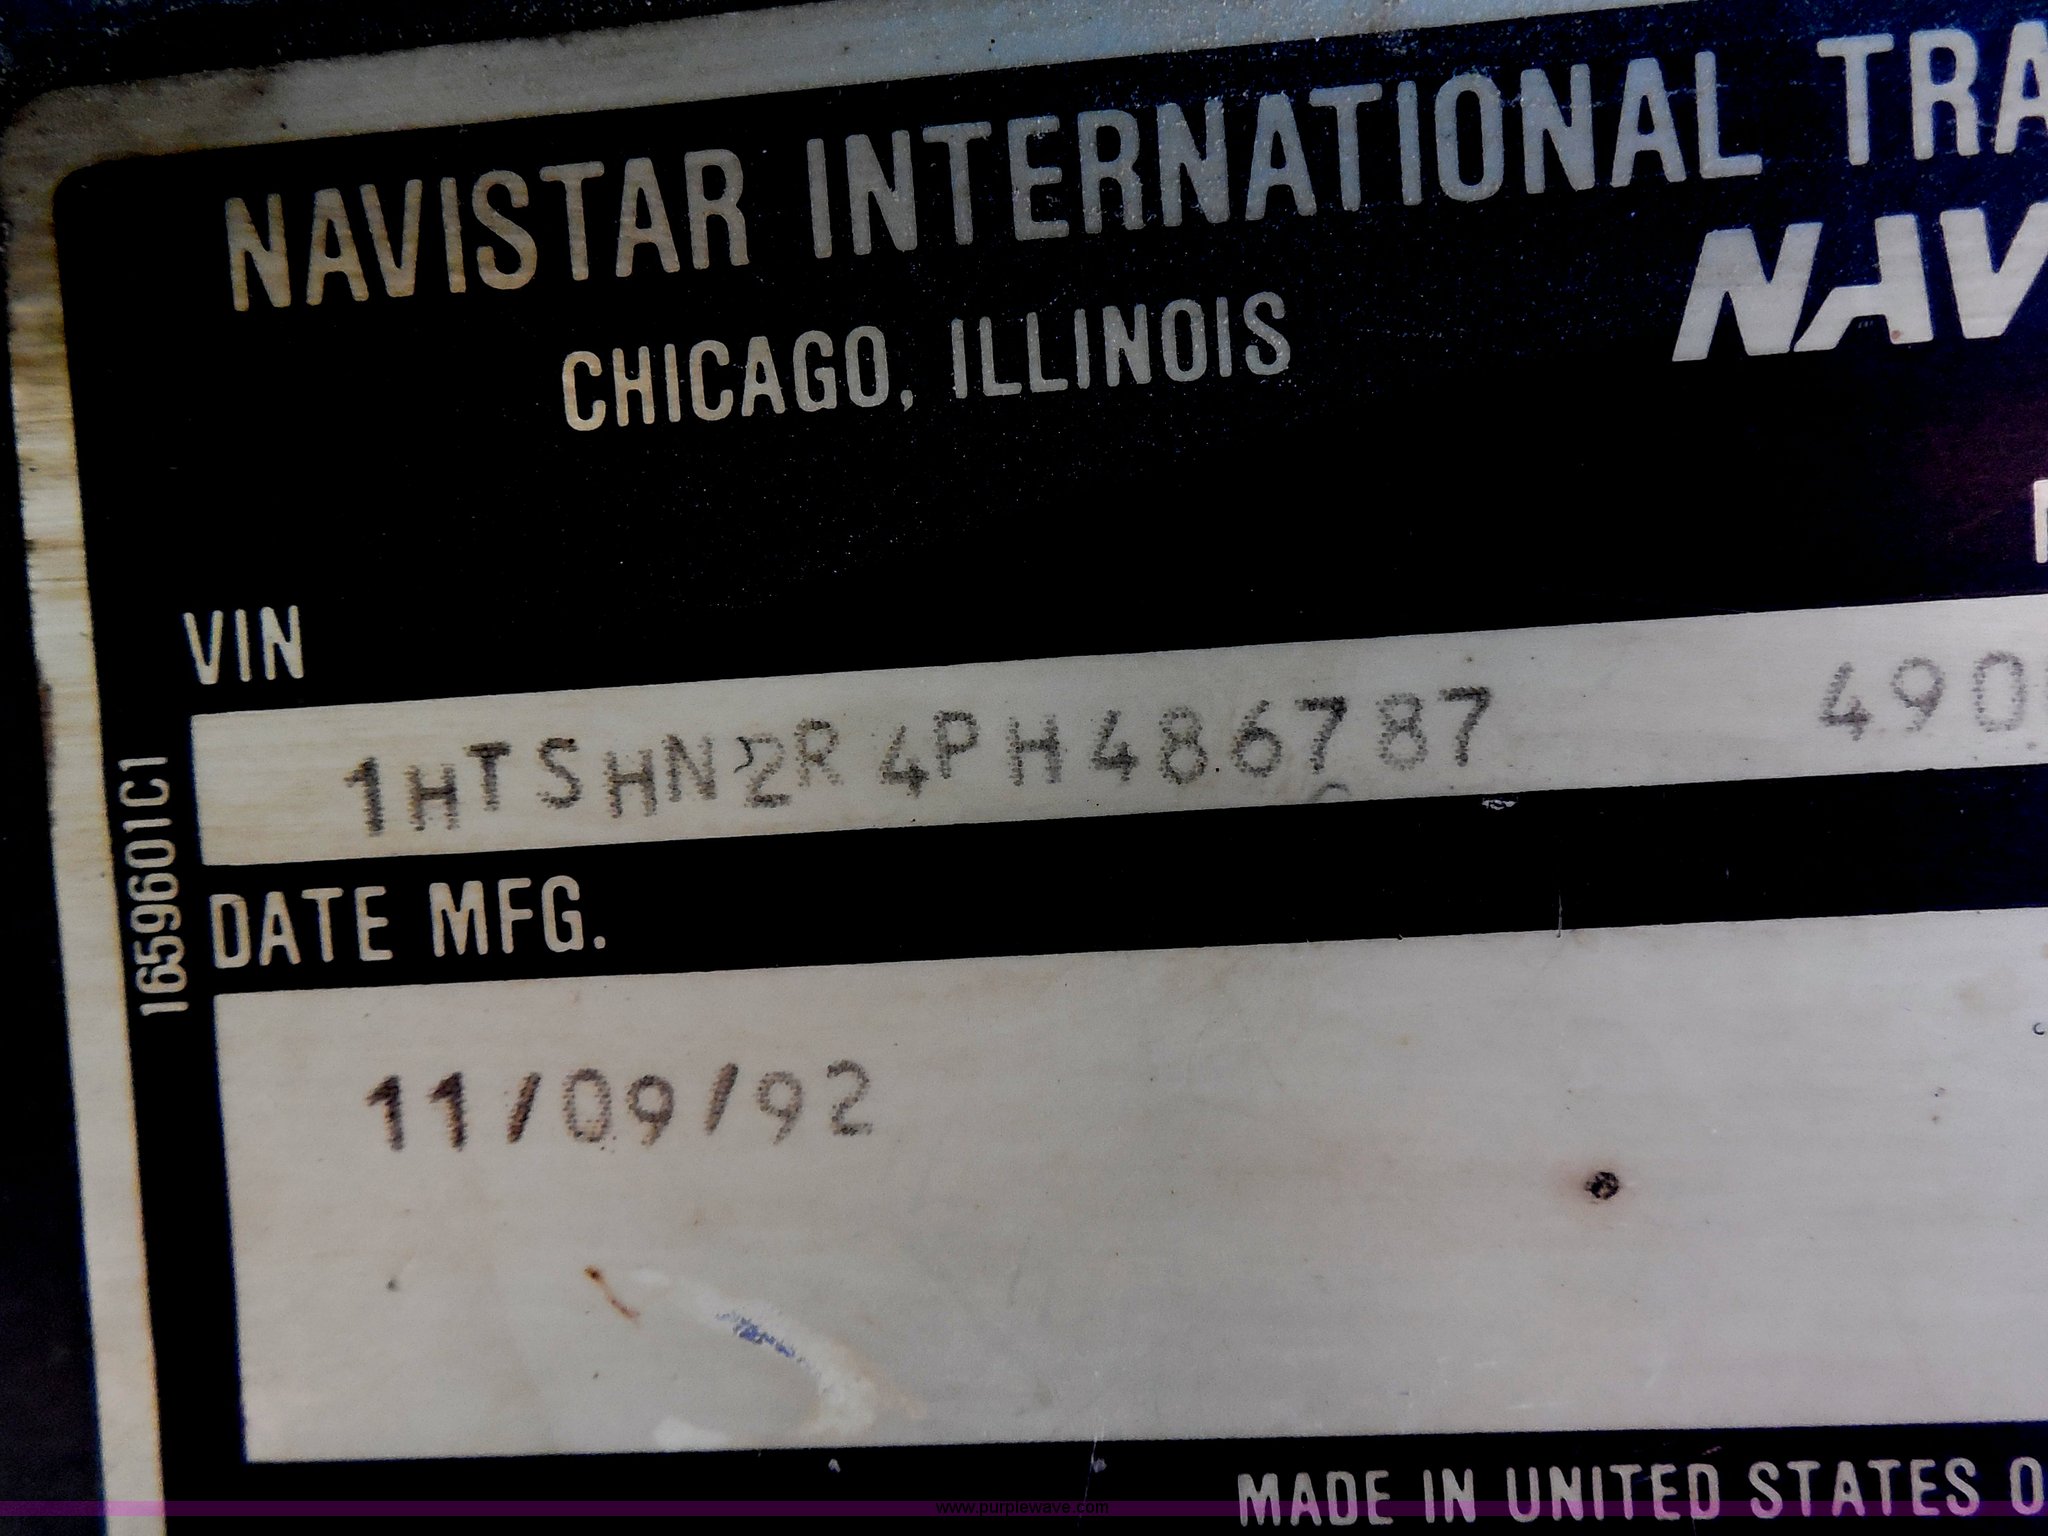 NAVISTAR INTERNATIONAL TRA
NAV
CHICAGO, ILLINOIS
VIN
1HTSHN2R4PH486787 490
1659601C1
DATE MFG.
11/09/92
MADE IN UNITED STATES O
www.purplewave.com